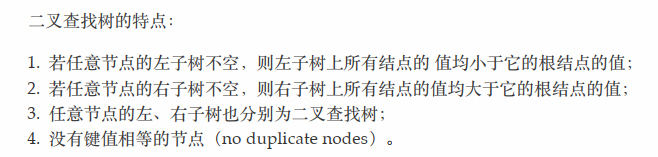 二叉查找树的特点：
1. 若任意节点的左子树不空，则左子树上所有结点的 值均小于它的根结点的值；
2. 若任意节点的右子树不空，则右子树上所有结点的值均大于它的根结点的值；
3. 任意节点的左、右子树也分别为二叉查找树；
4. 没有键值相等的节点（no duplicate nodes）。